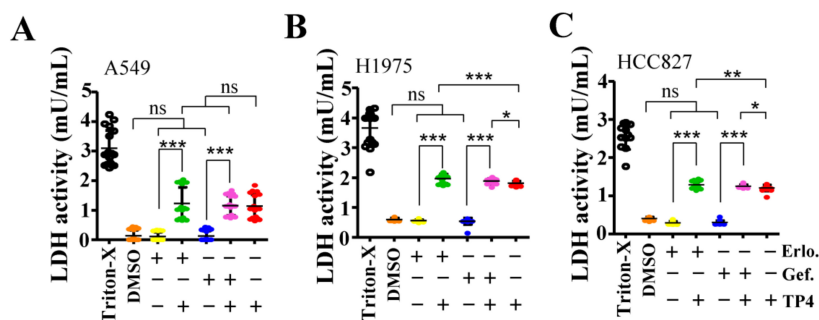 A
A549
LDH activity (mU/mL)
5
4
3
2
1
0
ns
ns
***
***
Triton-X
DMSO
+ + − − −
− − + + −
− + − + +
B
H1975
LDH activity (mU/mL)
5
4
3
2
1
0
***
ns
*
***
***
Triton-X
DMSO
+ + − − −
− − + + −
− + − + +
C
HCC827
LDH activity (mU/mL)
4
3
2
1
0
**
ns
*
***
***
Triton-X
DMSO
+ + − − − Erlo.
− − + + − Gef.
− + − + + TP4